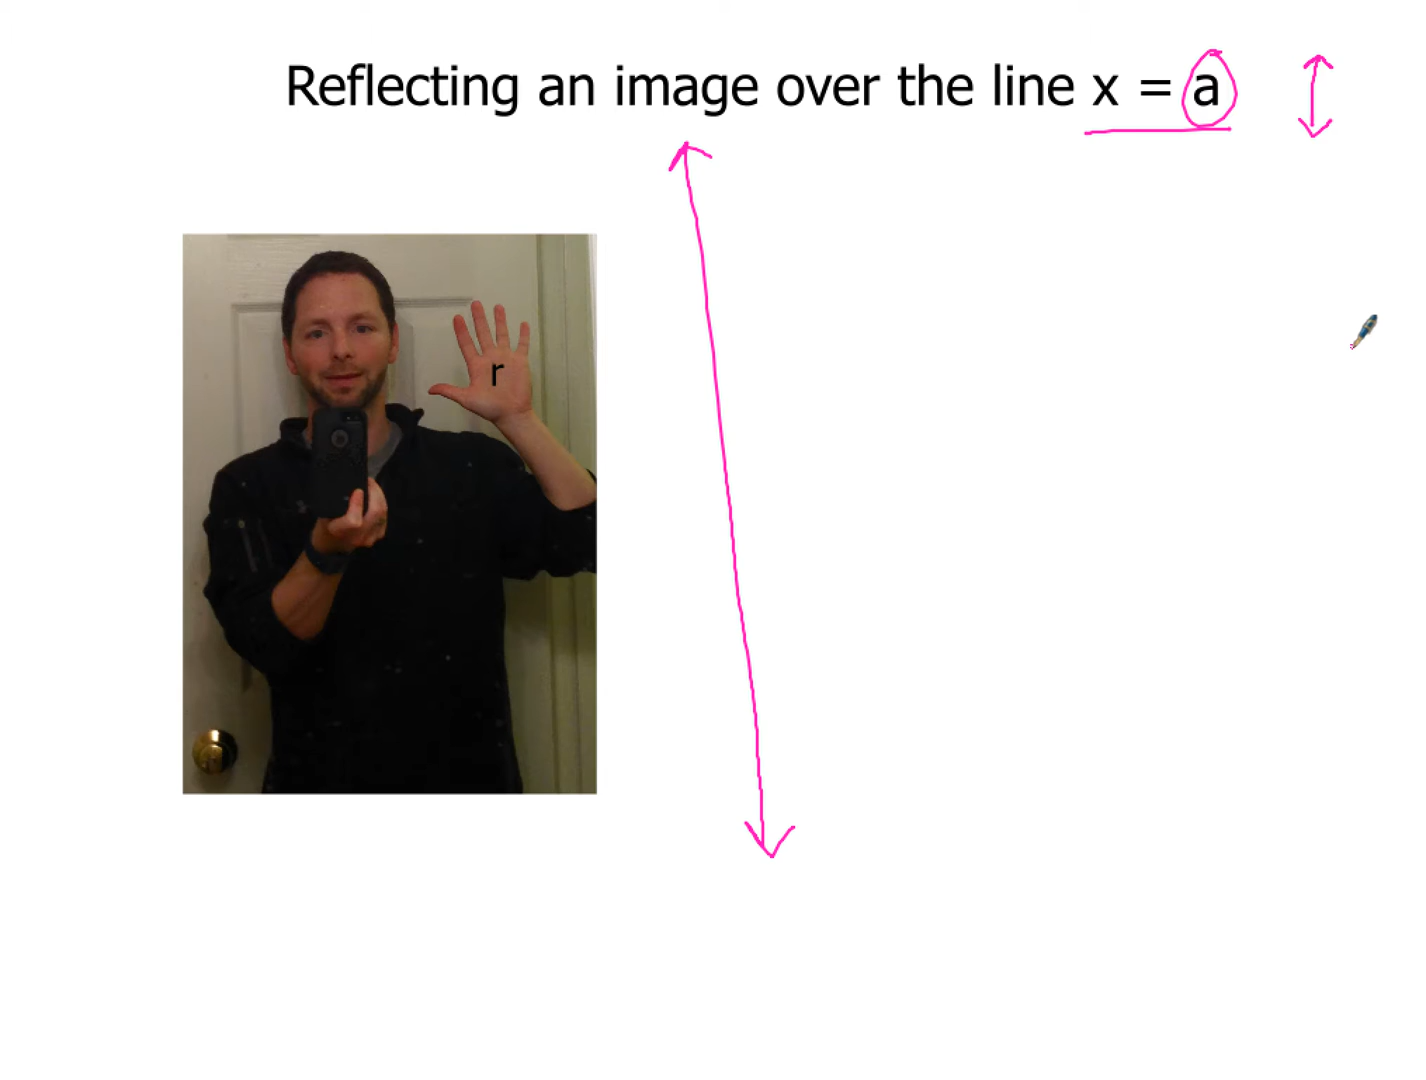 Reflecting an image over the line x = a
r